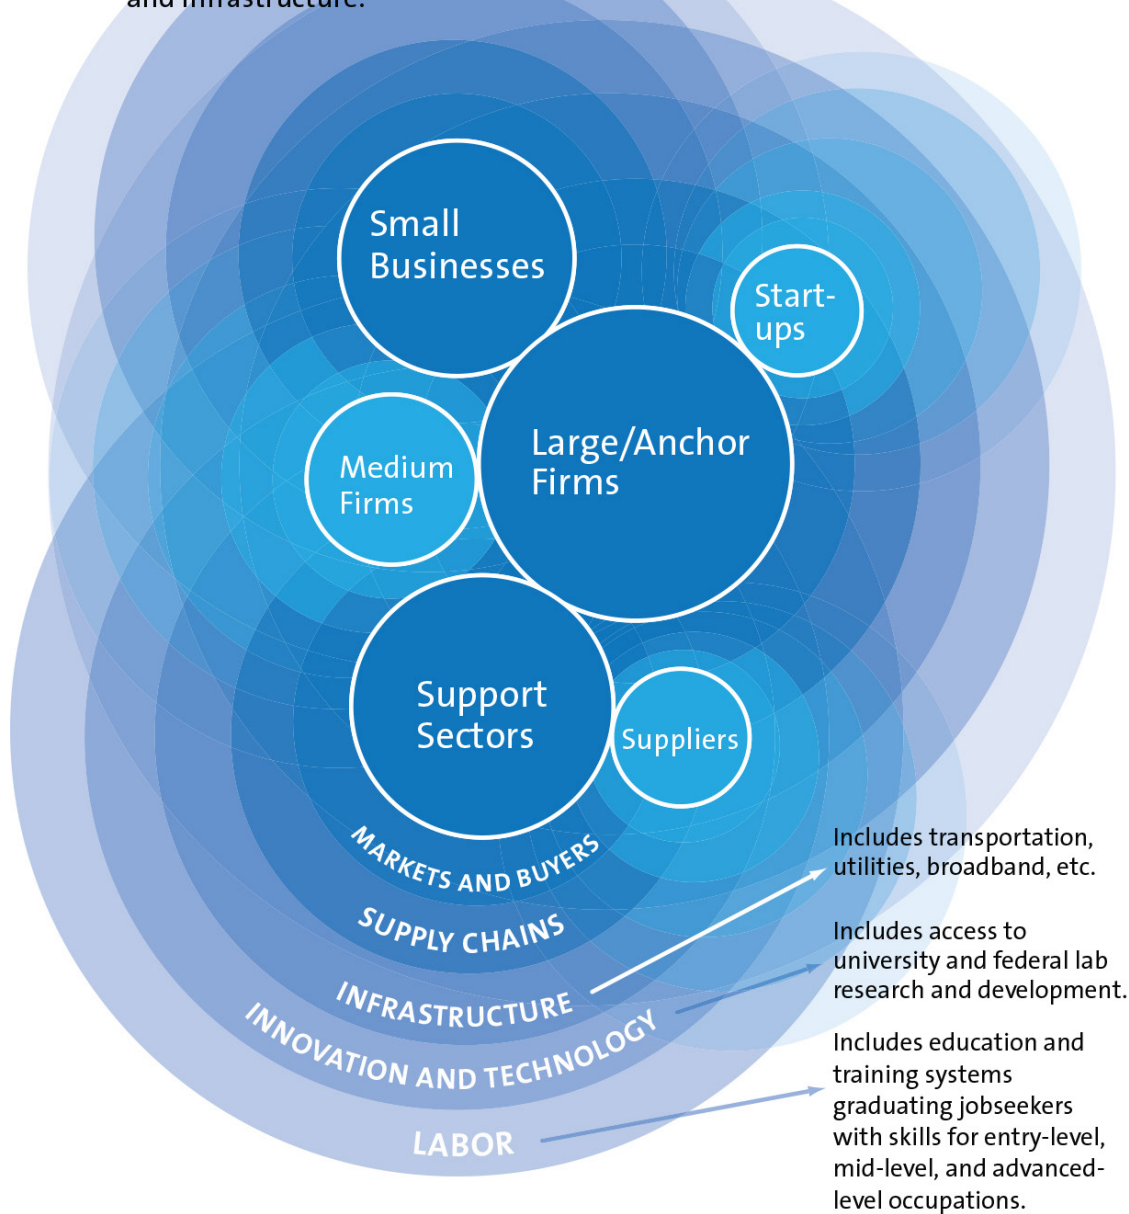 and infrastructure.
Small
Businesses
Start-
ups
Large/Anchor
Firms
Medium
Firms
Support
Sectors
Suppliers
MARKETS AND BUYERS
SUPPLY CHAINS
INFRASTRUCTURE
INNOVATION AND TECHNOLOGY
LABOR
Includes transportation,
utilities, broadband, etc.
Includes access to
university and federal lab
research and development.
Includes education and
training systems
graduating jobseekers
with skills for entry-level,
mid-level, and advanced-
level occupations.